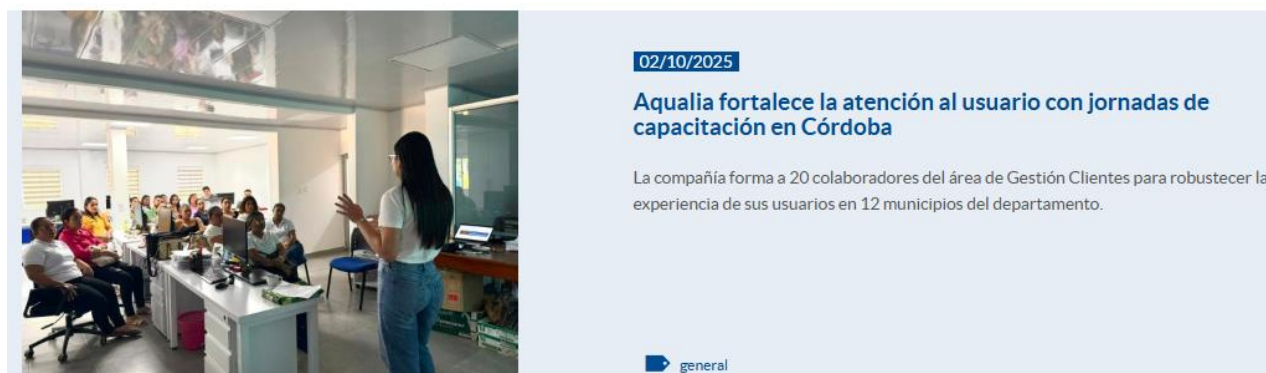 02/10/2025
Aqualia fortalece la atención al usuario con jornadas de
capacitación en Córdoba
La compañía forma a 20 colaboradores del área de Gestión Clientes para robustecer la
experiencia de sus usuarios en 12 municipios del departamento.
general